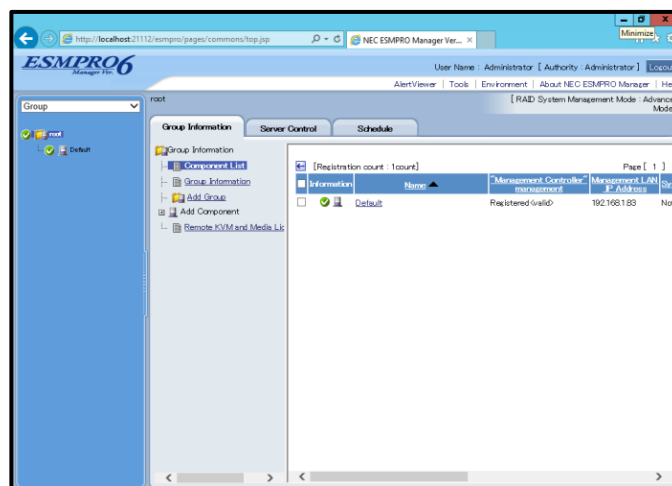 http://localhost:21112/esmpro/pages/commons/top.jsp
NEC ESMPRO Manager Ver... ×
Minimize
ESMPRO6
Manager Ver.
User Name : Administrator [ Authority : Administrator ] Logout
AlertViewer | Tools | Environment | About NEC ESMPRO Manager | He
Group
root
[ RAID System Management Mode : Advance
Mode
Group Information
Server Control
Schedule
root
Default
Group Information
Component List
Group Information
Add Group
Add Component
Remote KVM and Media Lic
[Registration count : 1count]
Page [ 1 ]
Information
Name
"Management Controller" management
Management LAN IP Address
Default
Registered(valid)
192.168.1.83